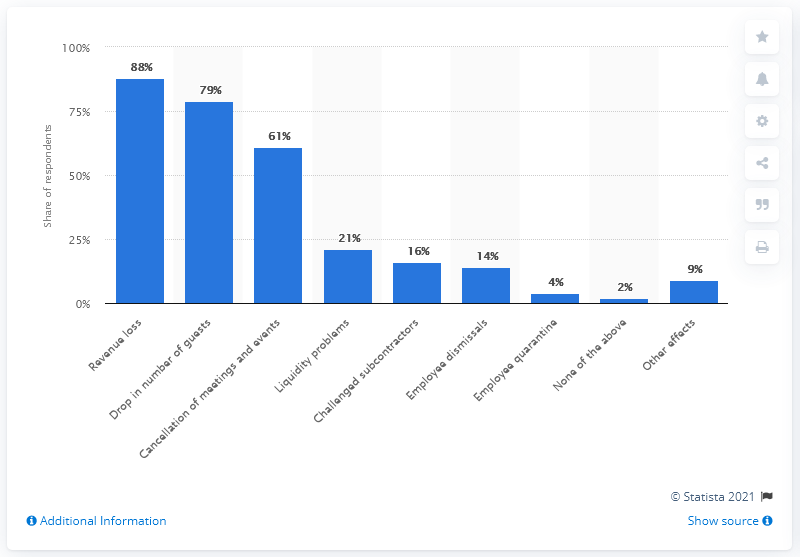 100%
75%
50%
25%
0%
Share of respondents
88%
79%
61%
21%
16%
14%
4%
2%
9%
Revenue loss
Drop in number of guests
Cancellation of meetings and events
Liquidity problems
Challenged subcontractors
Employee dismissals
Employee quarantine
None of the above
Other effects
© Statista 2021
Additional Information
Show source